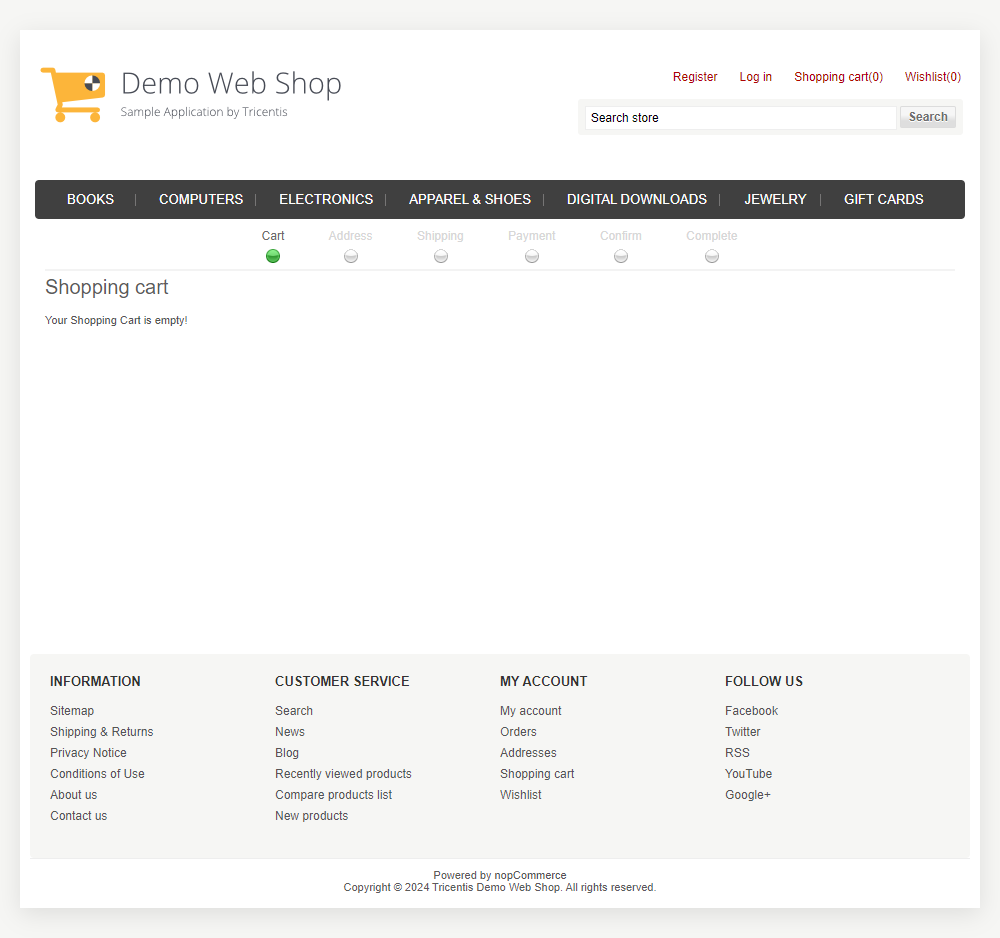 Demo Web Shop
Sample Application by Tricentis
Register Log in Shopping cart(0) Wishlist(0)
Search store Search
BOOKS COMPUTERS ELECTRONICS APPAREL & SHOES DIGITAL DOWNLOADS JEWELRY GIFT CARDS
Cart Address Shipping Payment Confirm Complete
Shopping cart
Your Shopping Cart is empty!
INFORMATION
Sitemap
Shipping & Returns
Privacy Notice
Conditions of Use
About us
Contact us
CUSTOMER SERVICE
Search
News
Blog
Recently viewed products
Compare products list
New products
MY ACCOUNT
My account
Orders
Addresses
Shopping cart
Wishlist
FOLLOW US
Facebook
Twitter
RSS
YouTube
Google+
Powered by nopCommerce
Copyright © 2024 Tricentis Demo Web Shop. All rights reserved.